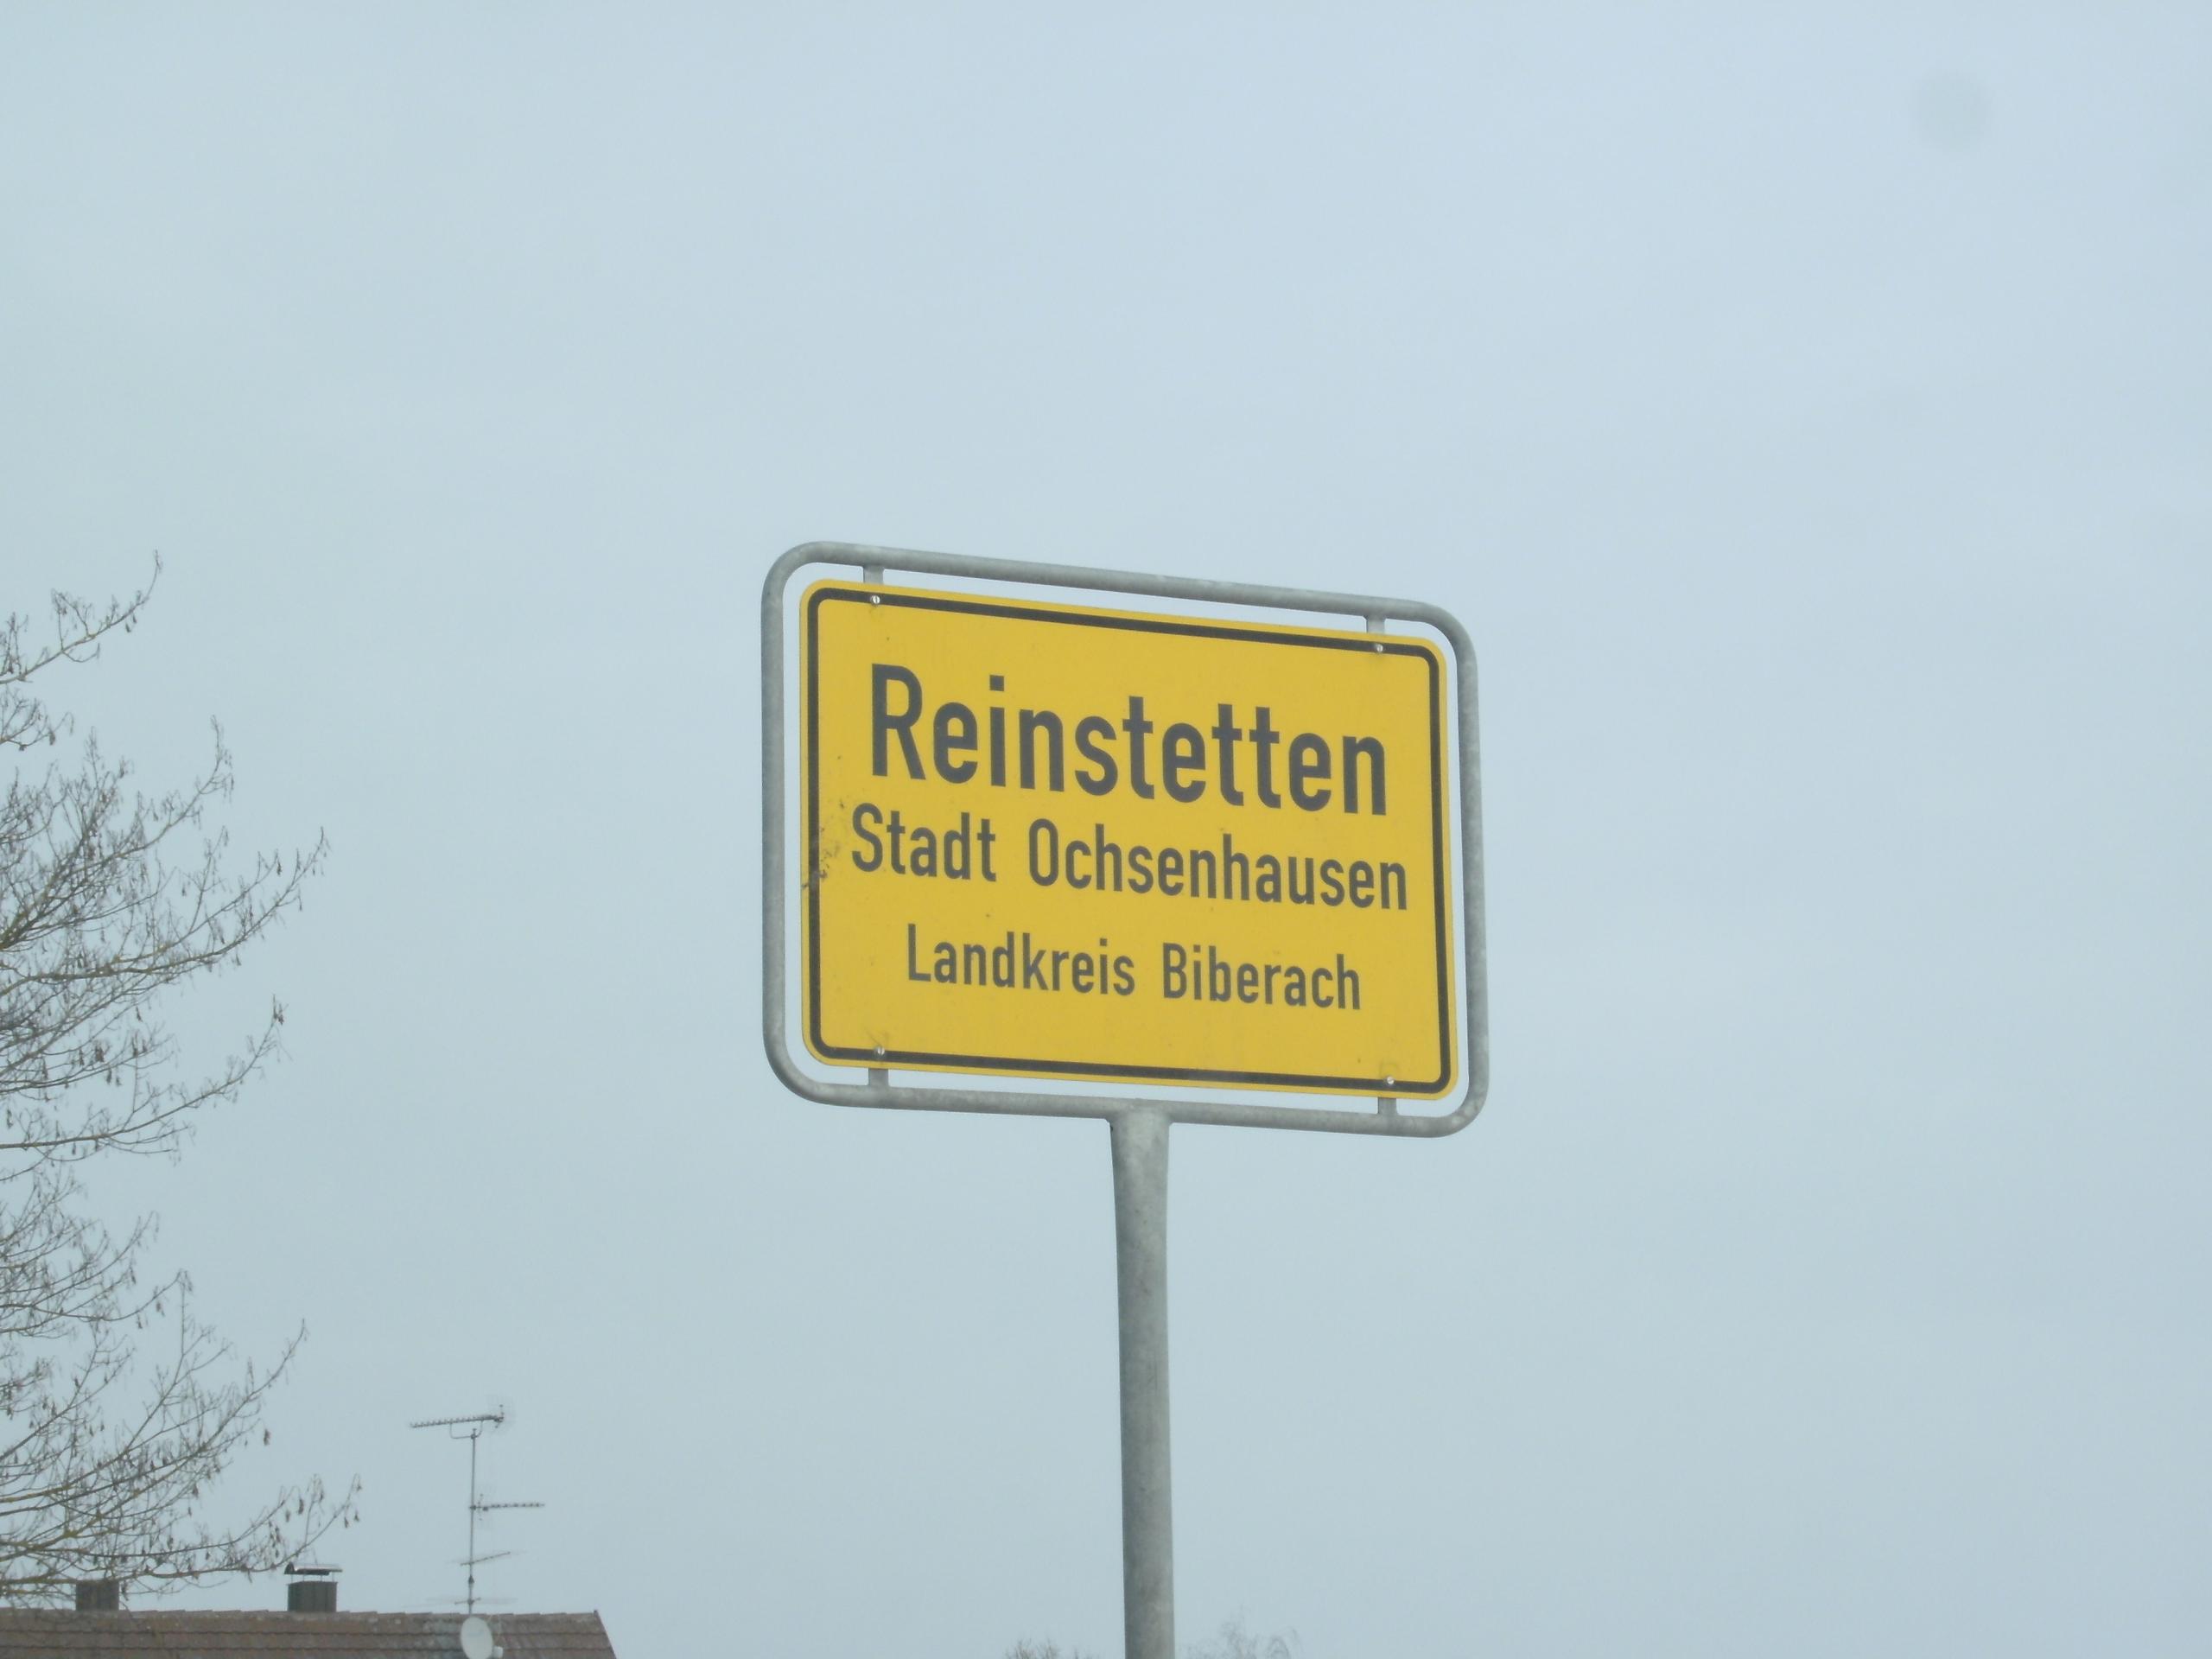 Reinstetten
Stadt Ochsenhausen
Landkreis Biberach